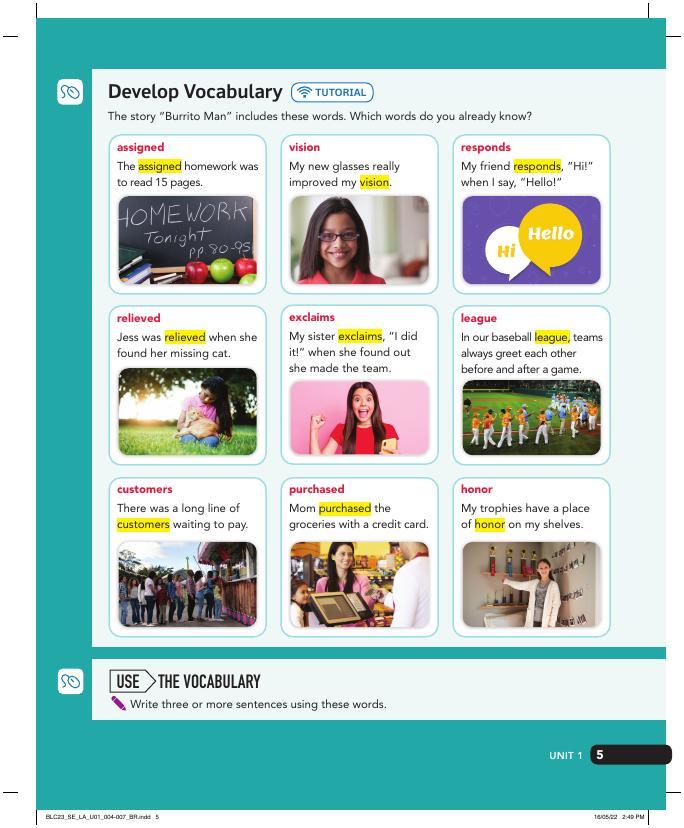 Develop Vocabulary
TUTORIAL
The story "Burrito Man" includes these words. Which words do you already know?
assigned
The assigned homework was
to read 15 pages.
HOMEWORK
Tonight
pp. 80-95
vision
My new glasses really
improved my vision.
responds
My friend responds, "Hi!"
when I say, "Hello!"
Hi
Hello
relieved
Jess was relieved when she
found her missing cat.
exclaims
My sister exclaims, "I did
it!" when she found out
she made the team.
league
In our baseball league, teams
always greet each other
before and after a game.
customers
There was a long line of
customers waiting to pay.
purchased
Mom purchased the
groceries with a credit card.
honor
My trophies have a place
of honor on my shelves.
USE THE VOCABULARY
Write three or more sentences using these words.
UNIT 1 5
BLC23_SE_LA_U01_004-007_BR.indd 5
16/05/22 2:49 PM